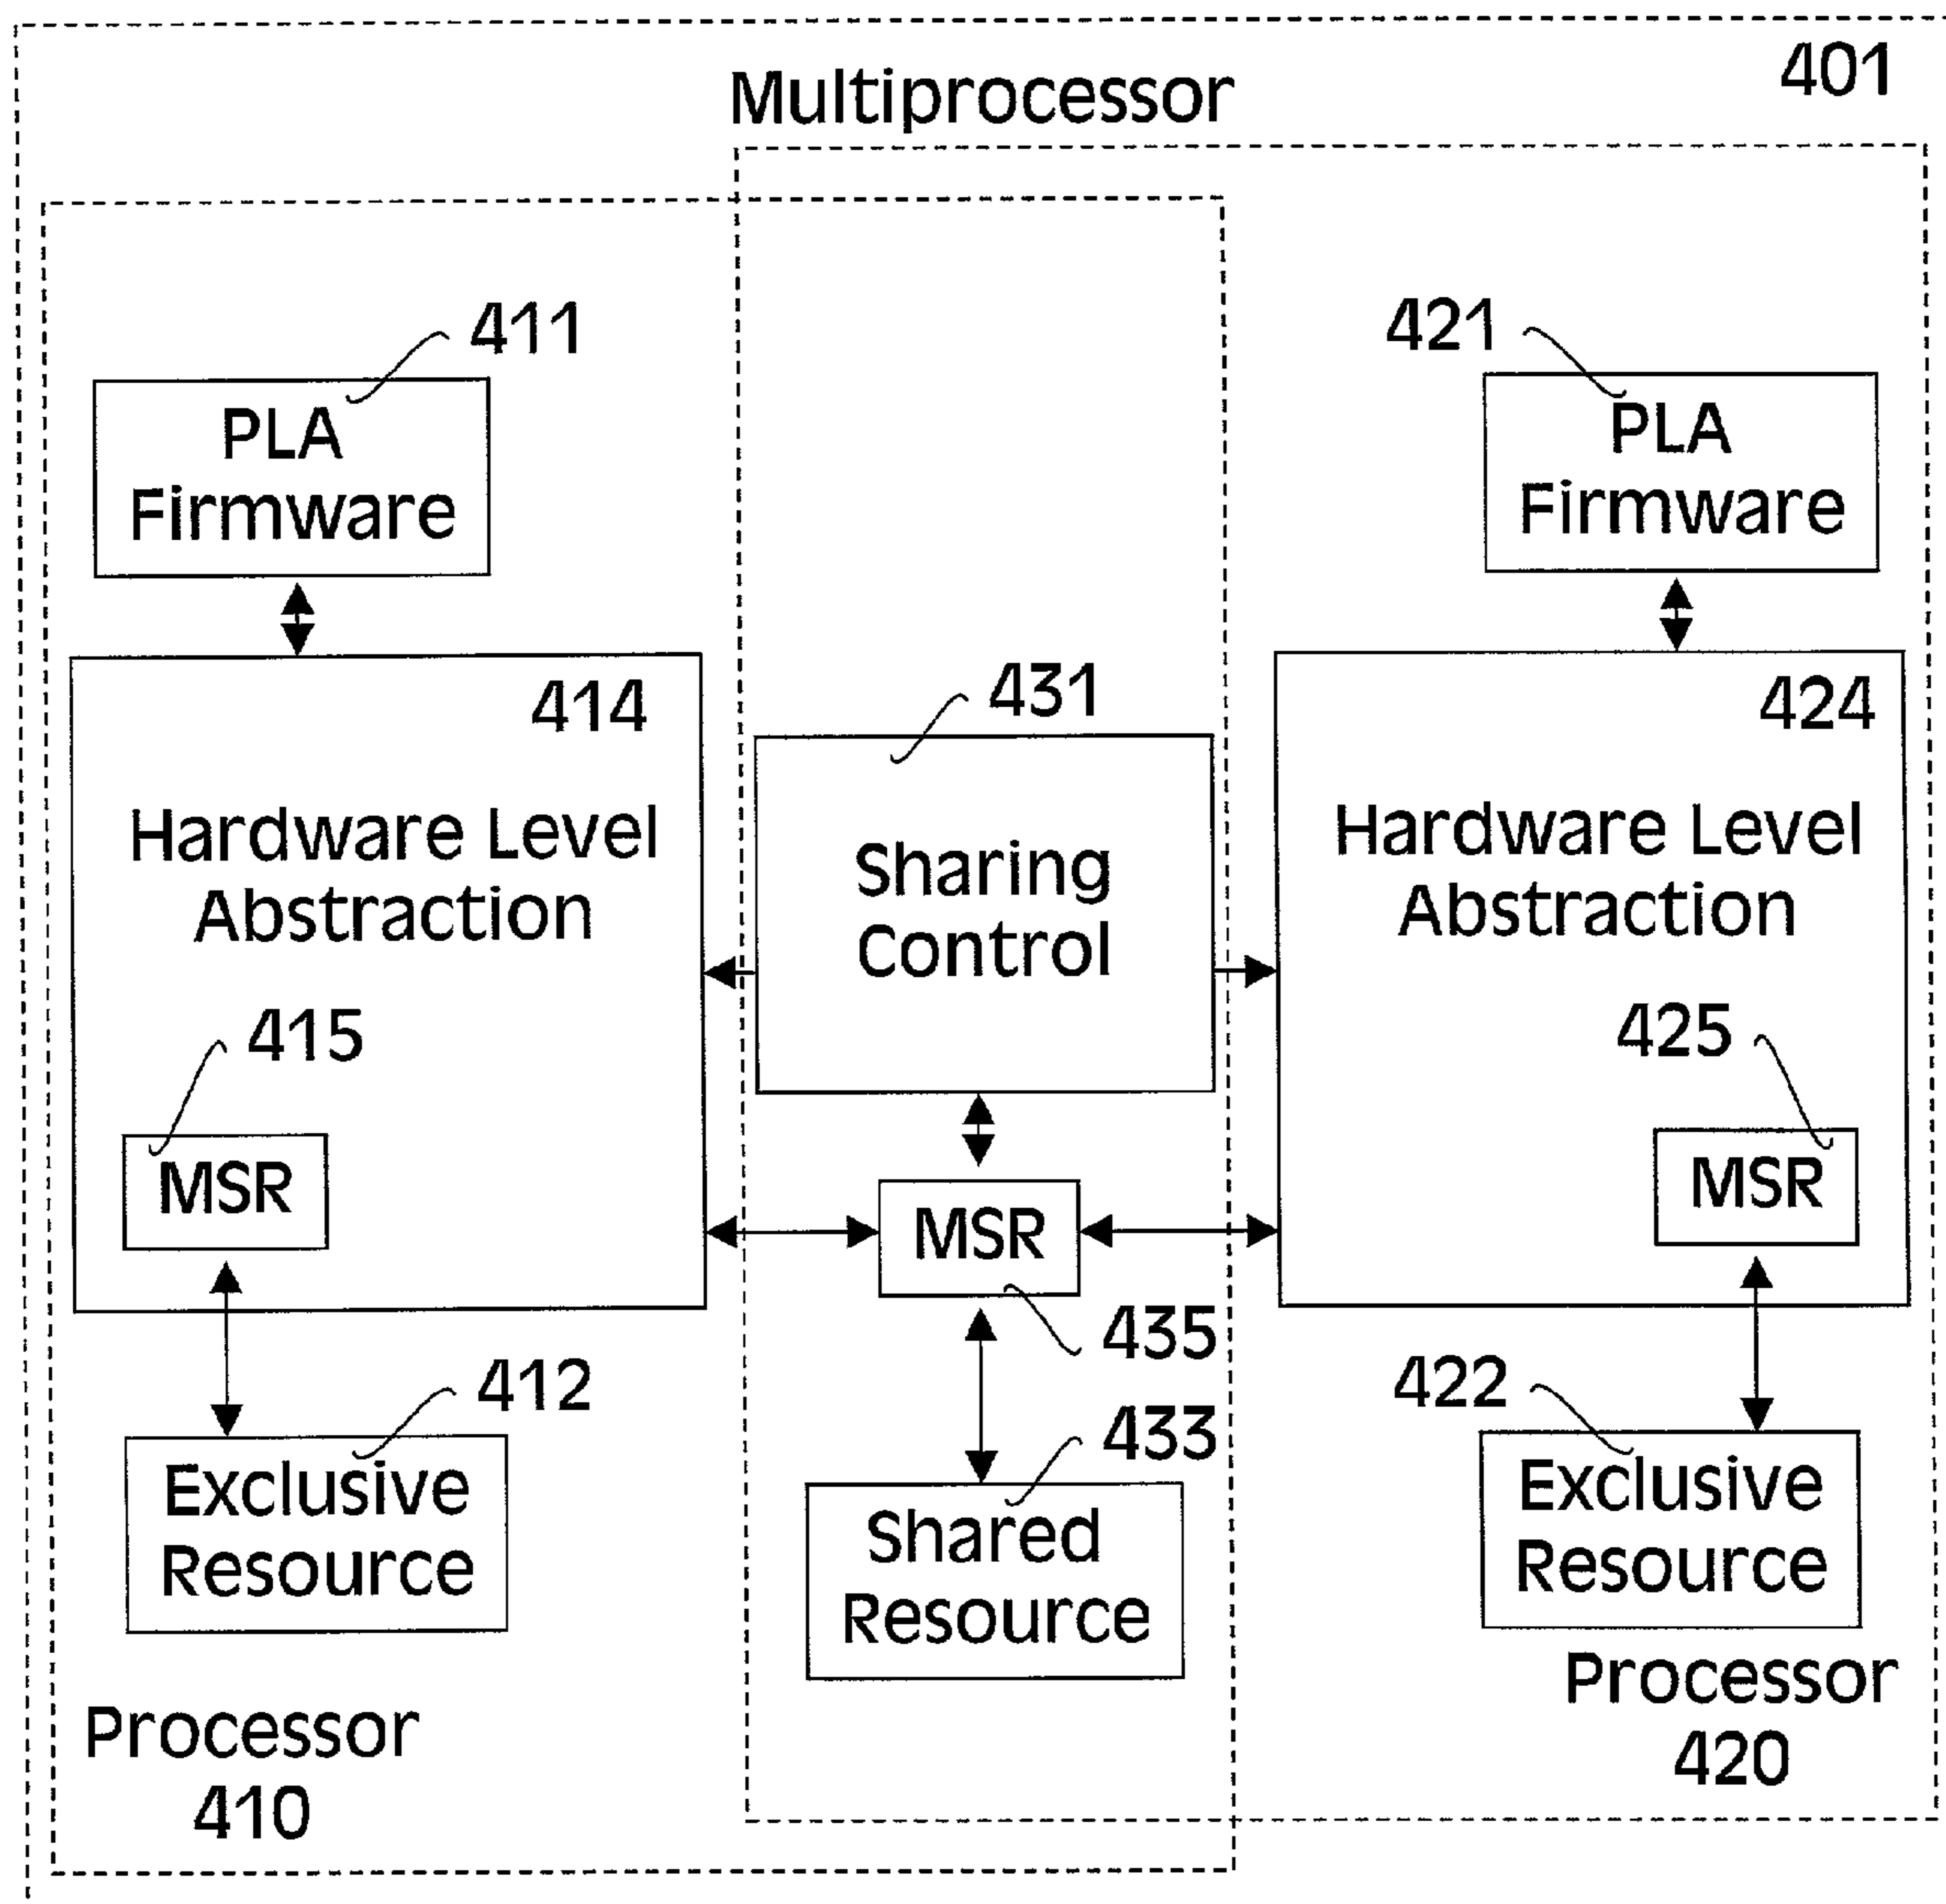 401
Multiprocessor
411
PLA
Firmware
421
PLA
Firmware
414
Hardware Level
Abstraction
415
MSR
431
Sharing
Control
424
Hardware Level
Abstraction
425
MSR
MSR
435
412
Exclusive
Resource
433
Shared
Resource
422
Exclusive
Resource
Processor
410
Processor
420